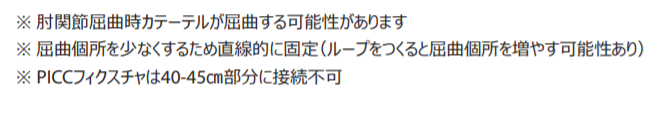 ※ 肘関節屈曲時カテーテルが屈曲する可能性があります
※ 屈曲個所を少なくするため直線的に固定（ループをつくると屈曲個所を増やす可能性あり）
※ PICCフィクスチャは40-45㎝部分に接続不可